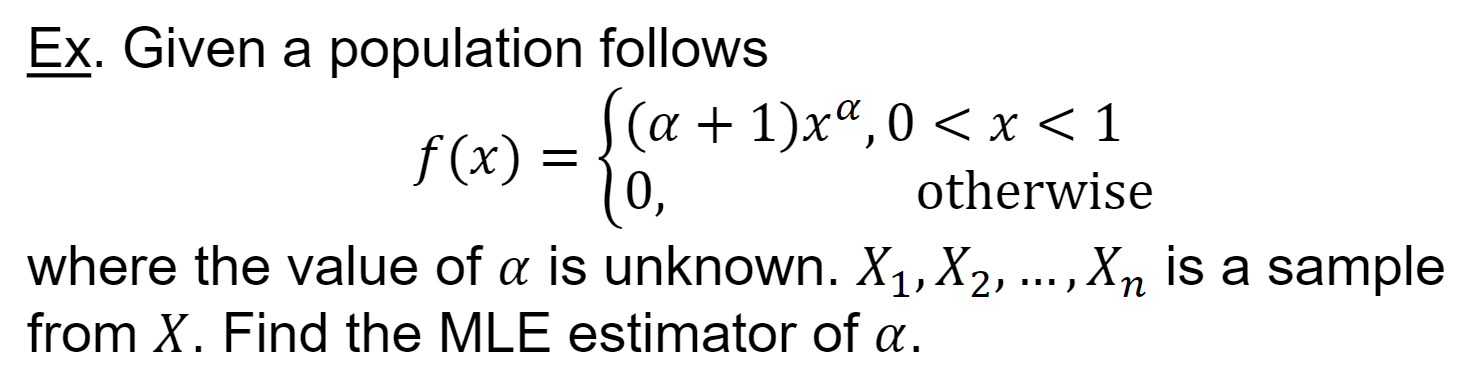 Ex. Given a population follows
f(x) = {(α + 1)x^α, 0 < x < 1
0, otherwise
where the value of α is unknown. X₁, X₂, ..., Xₙ is a sample
from X. Find the MLE estimator of α.